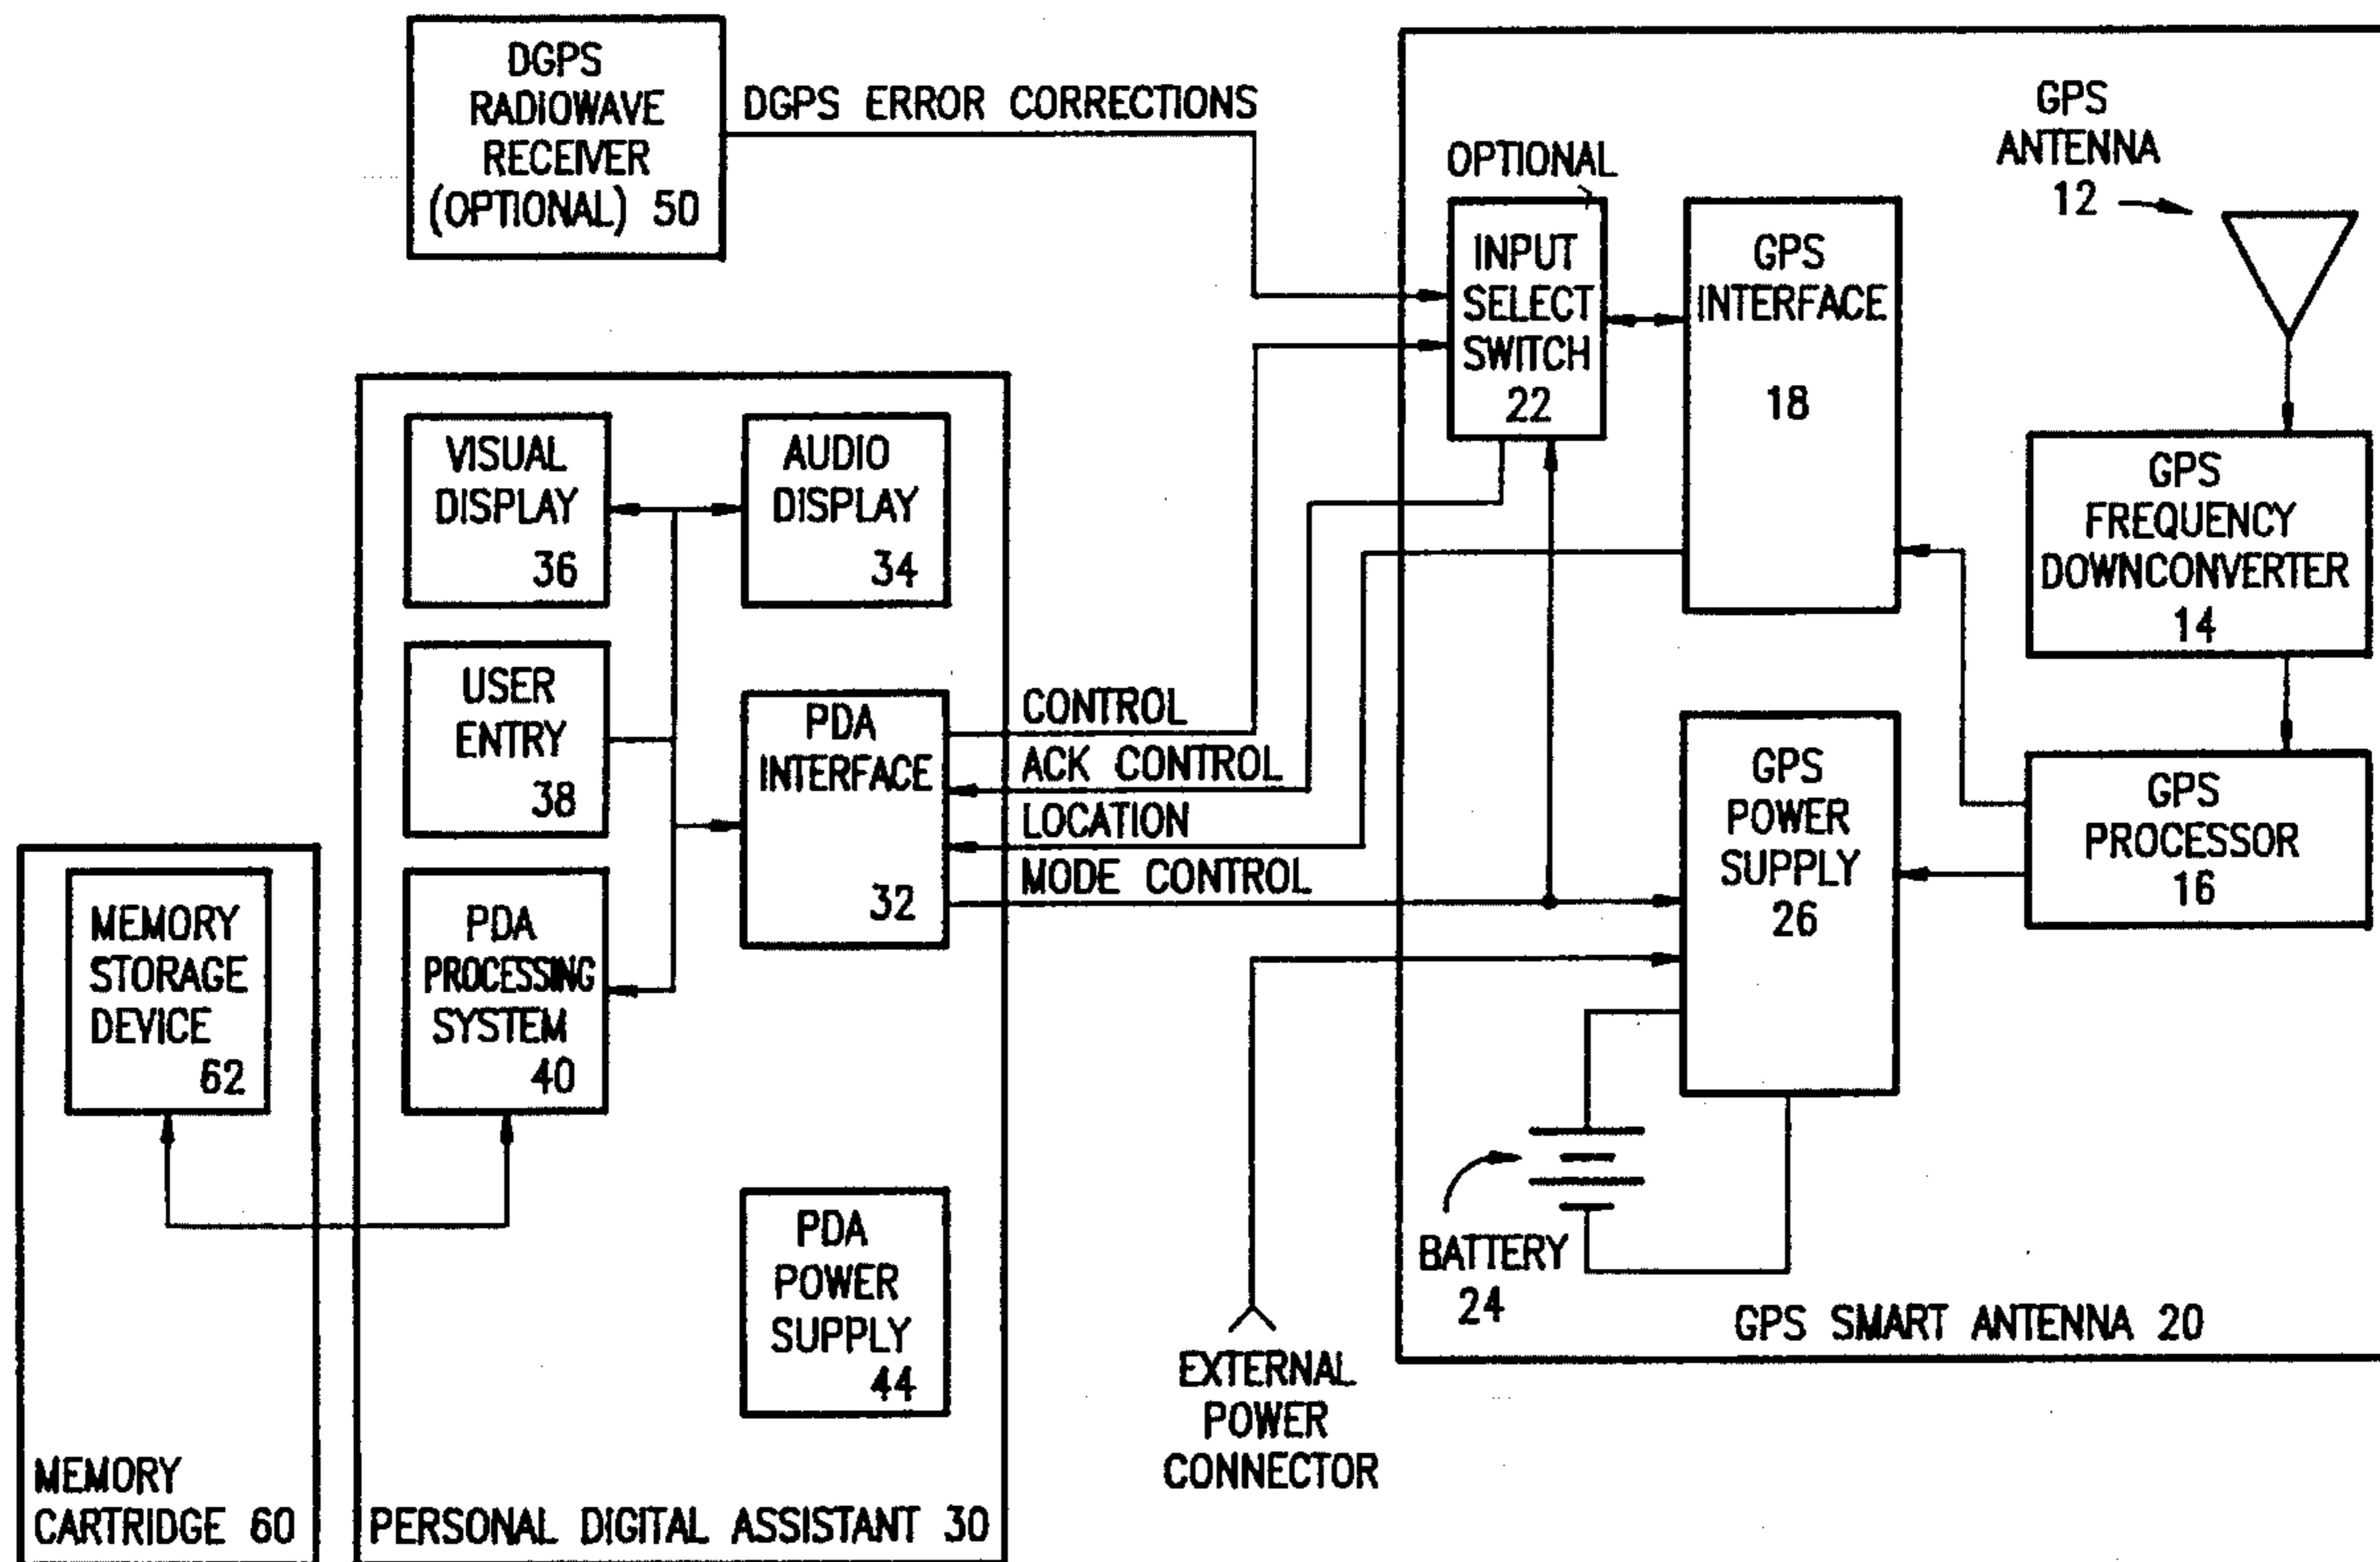 DGPS
RADIOWAVE
RECEIVER
(OPTIONAL) 50
DGPS ERROR CORRECTIONS
GPS
ANTENNA
12
OPTIONAL
INPUT
SELECT
SWITCH
22
GPS
INTERFACE
18
GPS
FREQUENCY
DOWNCONVERTER
14
VISUAL
DISPLAY
36
AUDIO
DISPLAY
34
USER
ENTRY
38
PDA
INTERFACE
32
CONTROL
ACK CONTROL
LOCATION
MODE CONTROL
GPS
POWER
SUPPLY
26
GPS
PROCESSOR
16
MEMORY
STORAGE
DEVICE
62
PDA
PROCESSING
SYSTEM
40
PDA
POWER
SUPPLY
44
BATTERY
24
GPS SMART ANTENNA 20
EXTERNAL
POWER
CONNECTOR
MEMORY
CARTRIDGE 60
PERSONAL DIGITAL ASSISTANT 30